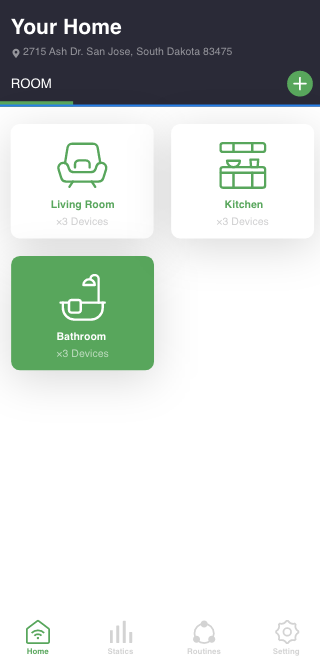 Your Home
2715 Ash Dr. San Jose, South Dakota 83475
ROOM
Living Room
×3 Devices
Kitchen
×3 Devices
Bathroom
×3 Devices
Home
Statics
Routines
Setting